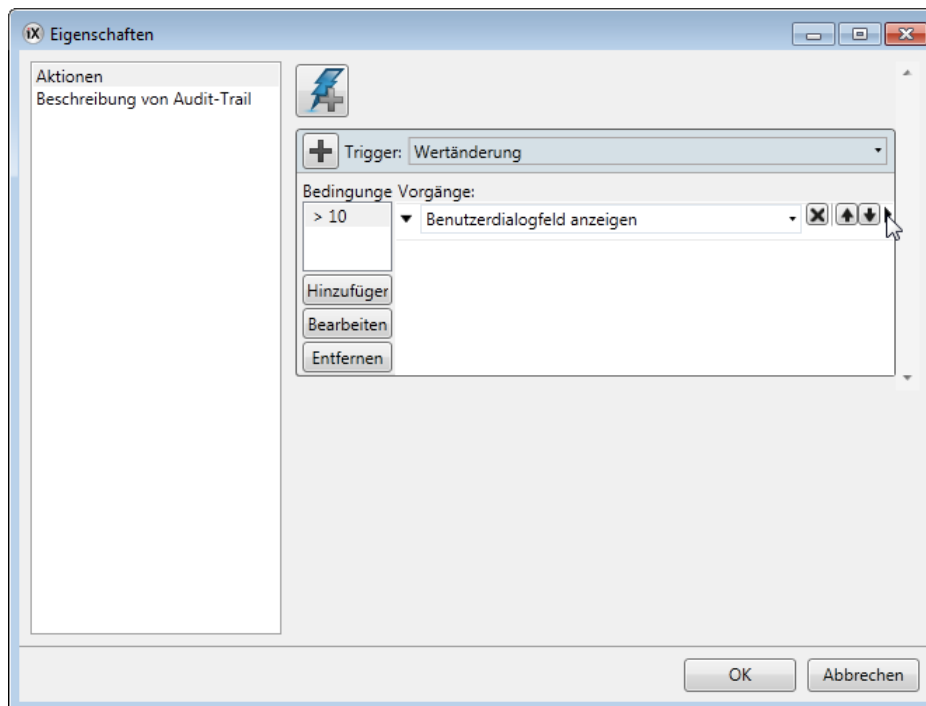 iX Eigenschaften
Aktionen
Beschreibung von Audit-Trail
Trigger: Wertänderung
Bedingunge Vorgänge:
> 10
Benutzerdialogfeld anzeigen
Hinzufüger
Bearbeiten
Entfernen
OK Abbrechen